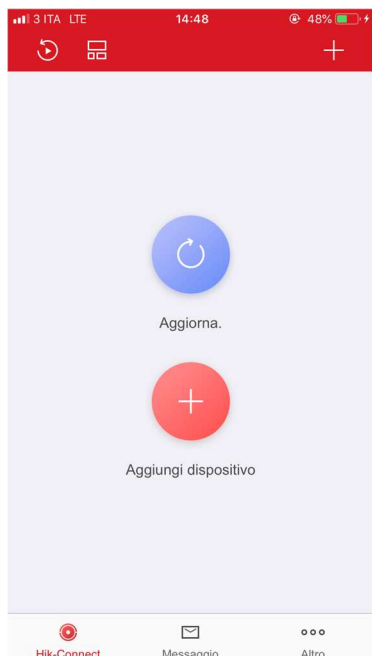 3 ITA LTE 14:48 48%
Aggiorna.
Aggiungi dispositivo
Hik-Connect Messaggio Altro